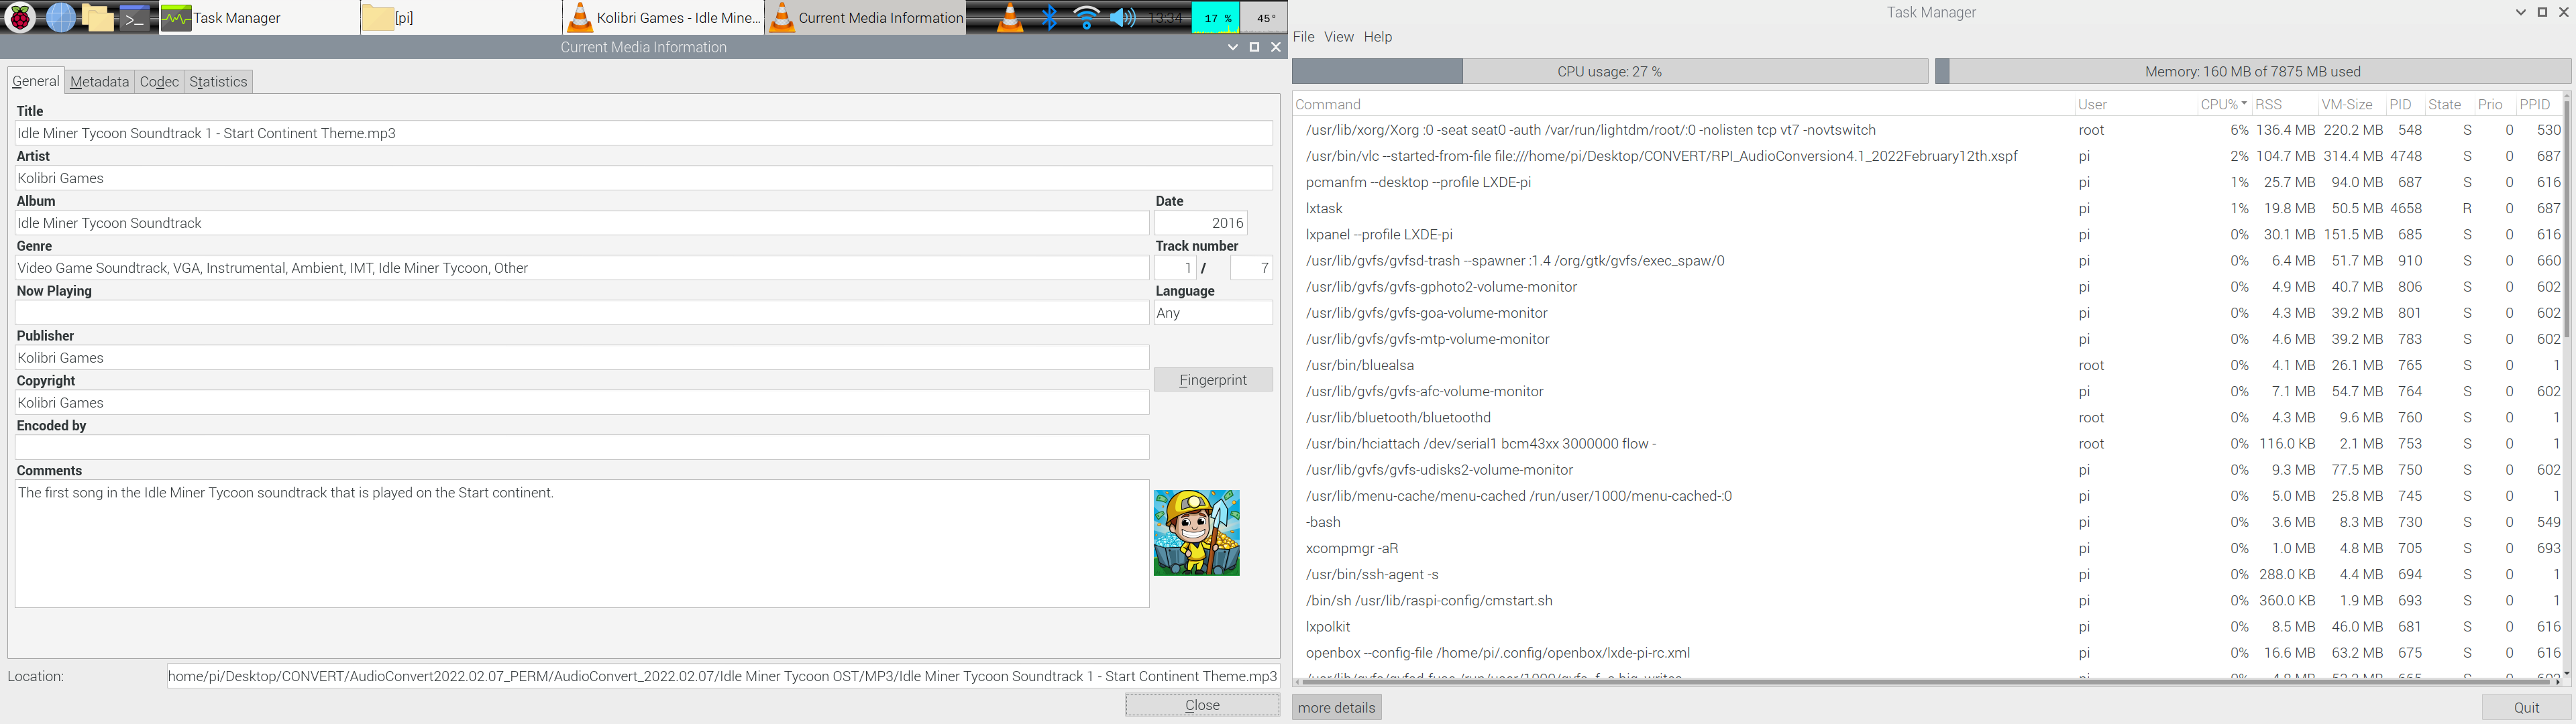 Task Manager
[pi]
Kolibri Games - Idle Mine...
Current Media Information
13:34
17 %
45°
Current Media Information
General Metadata Codec Statistics
Title
Idle Miner Tycoon Soundtrack 1 - Start Continent Theme.mp3
Artist
Kolibri Games
Album Date
Idle Miner Tycoon Soundtrack 2016
Genre Track number
Video Game Soundtrack, VGA, Instrumental, Ambient, IMT, Idle Miner Tycoon, Other 1 / 7
Now Playing Language
Any
Publisher
Kolibri Games
Copyright Fingerprint
Kolibri Games
Encoded by
Comments
The first song in the Idle Miner Tycoon soundtrack that is played on the Start continent.
Location: home/pi/Desktop/CONVERT/AudioConvert2022.02.07_PERM/AudioConvert_2022.02.07/Idle Miner Tycoon OST/MP3/Idle Miner Tycoon Soundtrack 1 - Start Continent Theme.mp3
Close
Task Manager
File View Help
CPU usage: 27 % Memory: 160 MB of 7875 MB used
Command User CPU% RSS VM-Size PID State Prio PPID
/usr/lib/xorg/Xorg :0 -seat seat0 -auth /var/run/lightdm/root/:0 -nolisten tcp vt7 -novtswitch root 6% 136.4 MB 220.2 MB 548 S 0 530
/usr/bin/vlc --started-from-file file:///home/pi/Desktop/CONVERT/RPI_AudioConversion4.1_2022February12th.xspf pi 2% 104.7 MB 314.4 MB 4748 S 0 687
pcmanfm --desktop --profile LXDE-pi pi 1% 25.7 MB 94.0 MB 687 S 0 616
lxtask pi 1% 19.8 MB 50.5 MB 4658 R 0 687
lxpanel --profile LXDE-pi pi 0% 30.1 MB 151.5 MB 685 S 0 616
/usr/lib/gvfs/gvfsd-trash --spawner :1.4 /org/gtk/gvfs/exec_spaw/0 pi 0% 6.4 MB 51.7 MB 910 S 0 660
/usr/lib/gvfs/gvfs-gphoto2-volume-monitor pi 0% 4.9 MB 40.7 MB 806 S 0 602
/usr/lib/gvfs/gvfs-goa-volume-monitor pi 0% 4.3 MB 39.2 MB 801 S 0 602
/usr/lib/gvfs/gvfs-mtp-volume-monitor pi 0% 4.6 MB 39.2 MB 783 S 0 602
/usr/bin/bluealsa root 0% 4.1 MB 26.1 MB 765 S 0 1
/usr/lib/gvfs/gvfs-afc-volume-monitor pi 0% 7.1 MB 54.7 MB 764 S 0 602
/usr/lib/bluetooth/bluetoothd root 0% 4.3 MB 9.6 MB 760 S 0 1
/usr/bin/hciattach /dev/serial1 bcm43xx 3000000 flow - root 0% 116.0 KB 2.1 MB 753 S 0 1
/usr/lib/gvfs/gvfs-udisks2-volume-monitor pi 0% 9.3 MB 77.5 MB 750 S 0 602
/usr/lib/menu-cache/menu-cached /run/user/1000/menu-cached-:0 pi 0% 5.0 MB 25.8 MB 745 S 0 1
-bash pi 0% 3.6 MB 8.3 MB 730 S 0 549
xcompmgr -aR pi 0% 1.0 MB 4.8 MB 705 S 0 693
/usr/bin/ssh-agent -s pi 0% 288.0 KB 4.4 MB 694 S 0 1
/bin/sh /usr/lib/raspi-config/cmstart.sh pi 0% 360.0 KB 1.9 MB 693 S 0 1
lxpolkit pi 0% 8.5 MB 46.0 MB 681 S 0 616
openbox --config-file /home/pi/.config/openbox/lxde-pi-rc.xml pi 0% 16.6 MB 63.2 MB 675 S 0 616
more details Quit